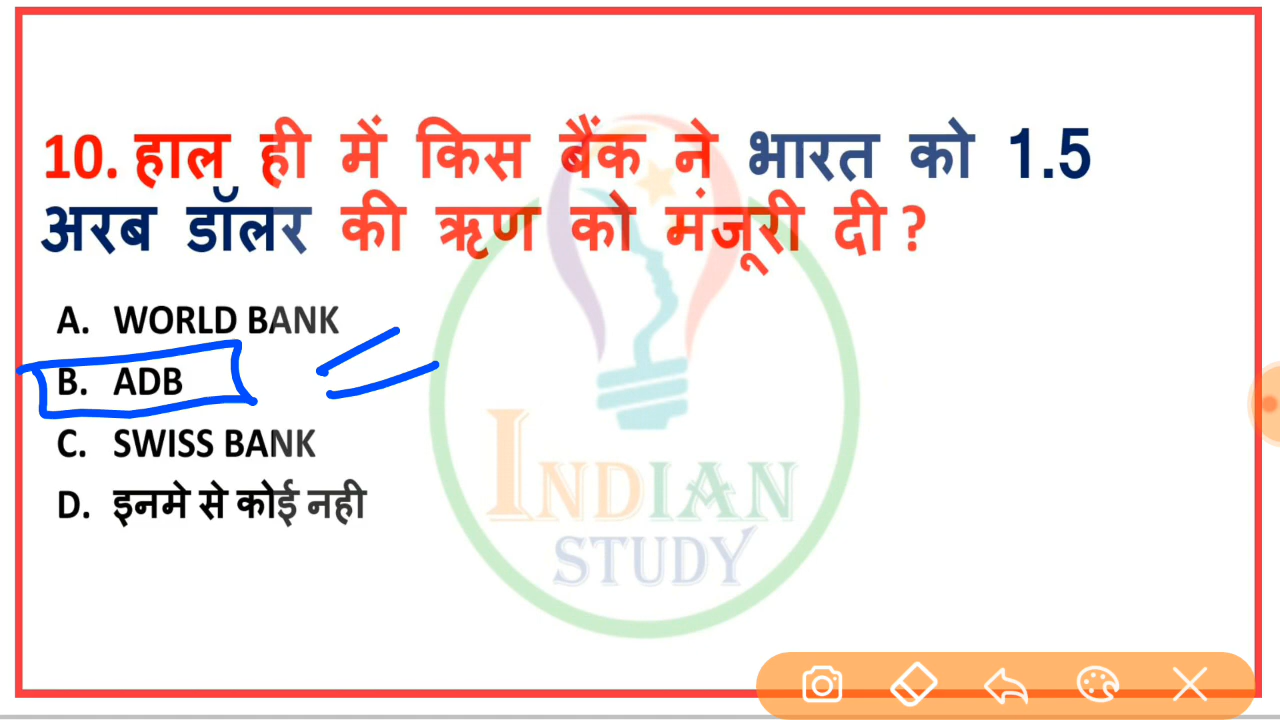 10. हाल ही में किस बैंक ने भारत को 1.5
अरब डॉलर की ऋण को मंजूरी दी ?
A. WORLD BANK
B. ADB
C. SWISS BANK
D. इनमे से कोई नही
INDIAN
STUDY